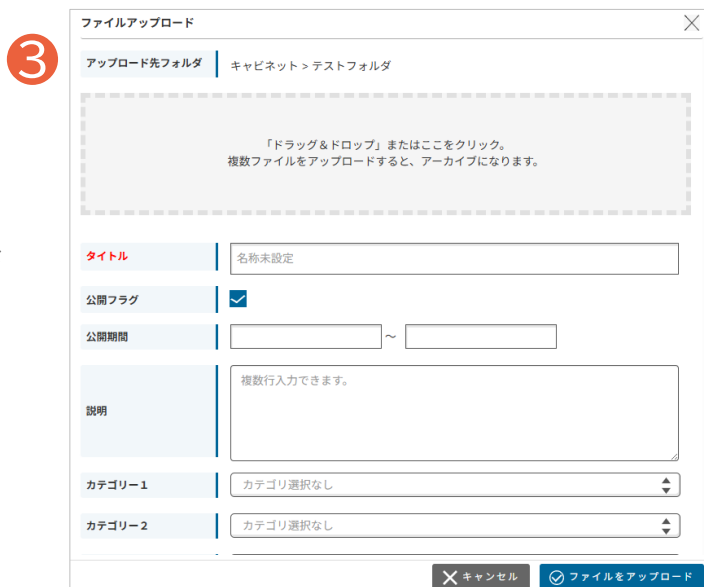 3
ファイルアップロード
アップロード先フォルダ キャビネット > テストフォルダ
「ドラッグ＆ドロップ」またはここをクリック。
複数ファイルをアップロードすると、アーカイブになります。
タイトル 名称未設定
公開フラグ
公開期間 ～
説明 複数行入力できます。
カテゴリー１ カテゴリ選択なし
カテゴリー２ カテゴリ選択なし
キャンセル ファイルをアップロード